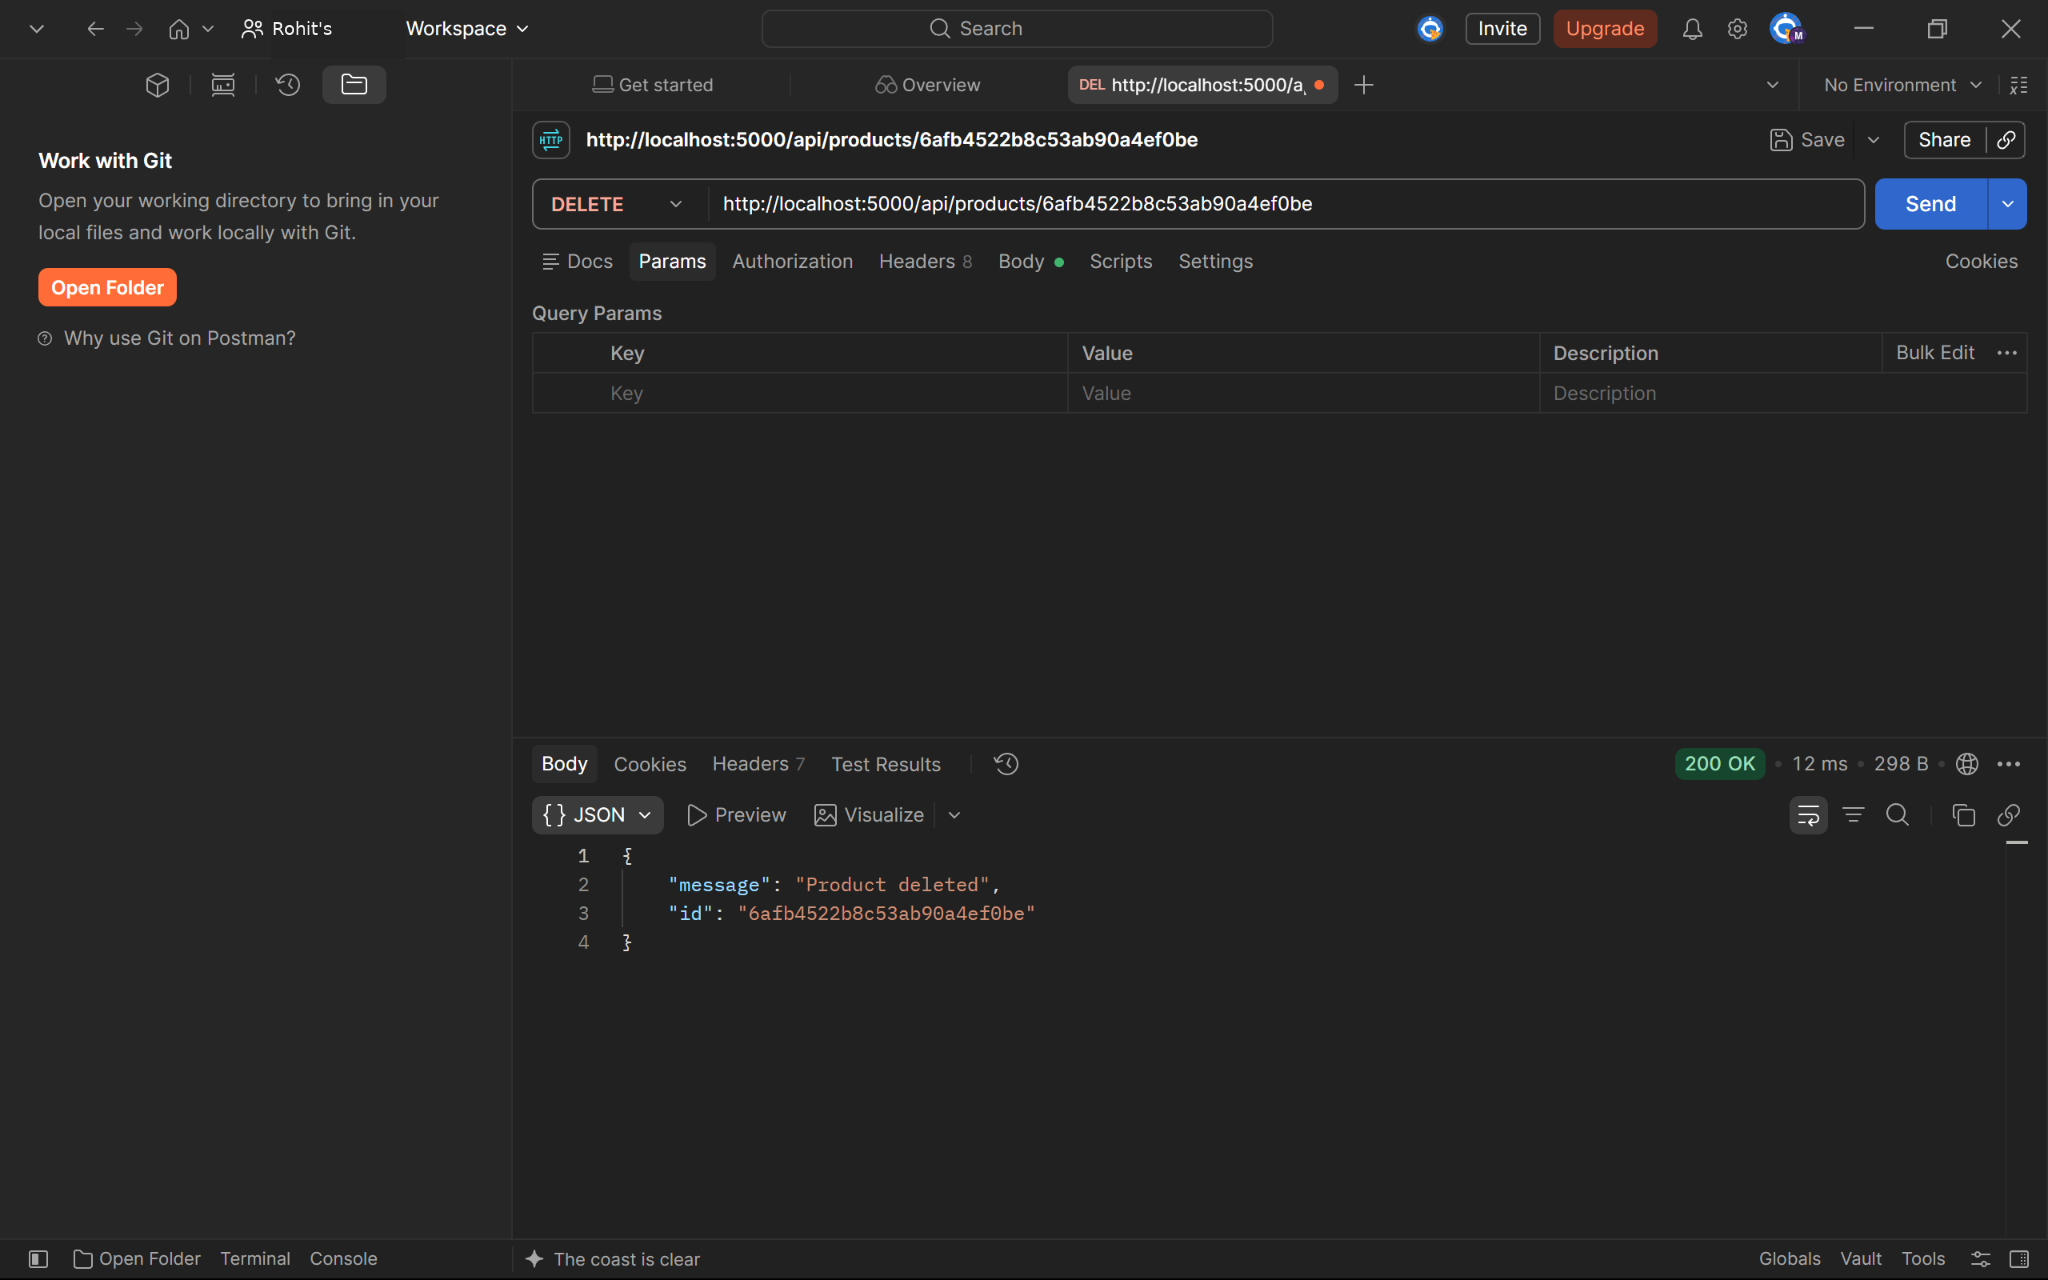 Rohit's Workspace Search Invite Upgrade M
Get started Overview DEL http://localhost:5000/a No Environment
Work with Git
Open your working directory to bring in your
local files and work locally with Git.
Open Folder
Why use Git on Postman?
HTTP http://localhost:5000/api/products/6afb4522b8c53ab90a4ef0be Save Share
DELETE http://localhost:5000/api/products/6afb4522b8c53ab90a4ef0be Send
Docs Params Authorization Headers 8 Body Scripts Settings Cookies
Query Params
Key Value Description Bulk Edit
Key Value Description
Body Cookies Headers 7 Test Results 200 OK • 12 ms • 298 B
{} JSON Preview Visualize
1 {
2 "message": "Product deleted",
3 "id": "6afb4522b8c53ab90a4ef0be"
4 }
Open Folder Terminal Console The coast is clear Globals Vault Tools